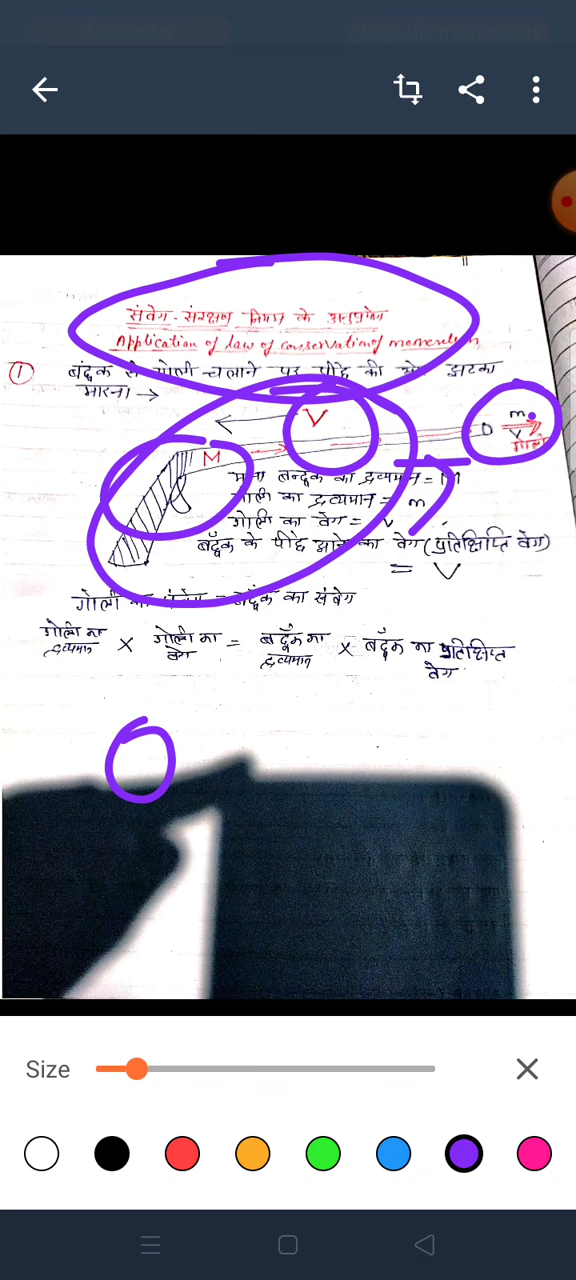 संवेग-संरक्षण नियम के अनुप्रयोग
Application of law of conservation of momentum
① बंदूक से गोली चलाने पर पीछे की ओर झटका
मारना →
V
M
m
v
गोली
माना बन्दूक का द्रव्यमान = M
गोली का द्रव्यमान = m
गोली का वेग = v
बँदूक के पीछे आने का वेग (प्रतिक्षिप्ति वेग)
= V
गोली का संवेग = बंदूक का संवेग
गोली का द्रव्यमान × गोली का वेग = बँदूक का द्रव्यमान × बँदूक का प्रतिक्षिप्त वेग
Size